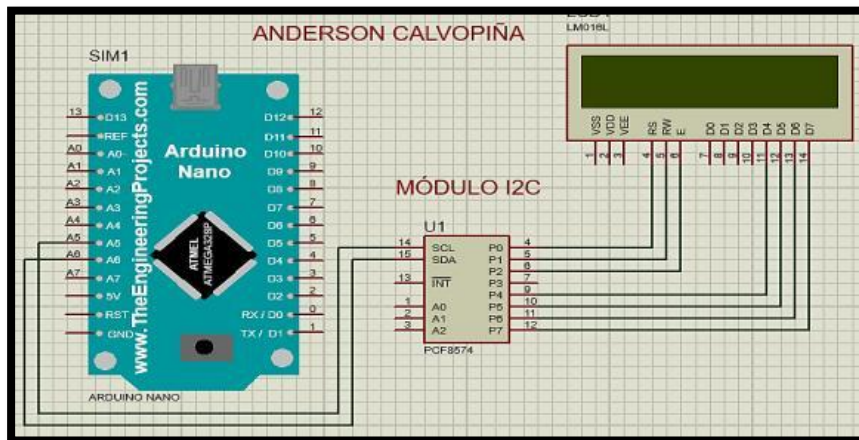 ANDERSON CALVOPIÑA
LM016L
SIM1
VSS
VDD
VEE
RS
RW
E
D0
D1
D2
D3
D4
D5
D6
D7
1
2
3
4
5
6
7
8
9
10
11
12
13
14
www.TheEngineeringProjects.com
Arduino
Nano
ATMEL
ATMEGA328P
13 D13
REF
A0 A0
A1 A1
A2 A2
A3 A3
A4 A4
A5 A5
A6 A6
A7 A7
5V
RST
GND
D12 12
D11 11
D10 10
D9 9
D8 8
D7 7
D6 6
D5 5
D4 4
D3 3
D2 2
RX / D0 0
TX / D1 1
ARDUINO NANO
MÓDULO I2C
U1
14 SCL P0 4
15 SDA P1 5
P2 6
13 INT P3 7
P4 9
1 A0 P5 10
2 A1 P6 11
3 A2 P7 12
PCF8574